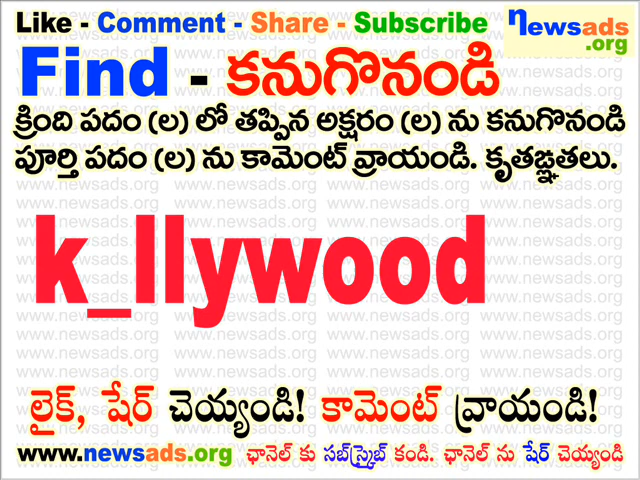 Like - Comment - Share - Subscribe
newsads
.org
Find - కనుగొనండి
క్రింది పదం (ల) లో తప్పిన అక్షరం (ల) ను కనుగొనండి
పూర్తి పదం (ల) ను కామెంట్ వ్రాయండి. కృతజ్ఞతలు.
k_llywood
లైక్, షేర్ చెయ్యండి! కామెంట్ వ్రాయండి!
www.newsads.org ఛానెల్ కు సబ్‌స్క్రైబ్ కండి. ఛానెల్ ను షేర్ చెయ్యండి